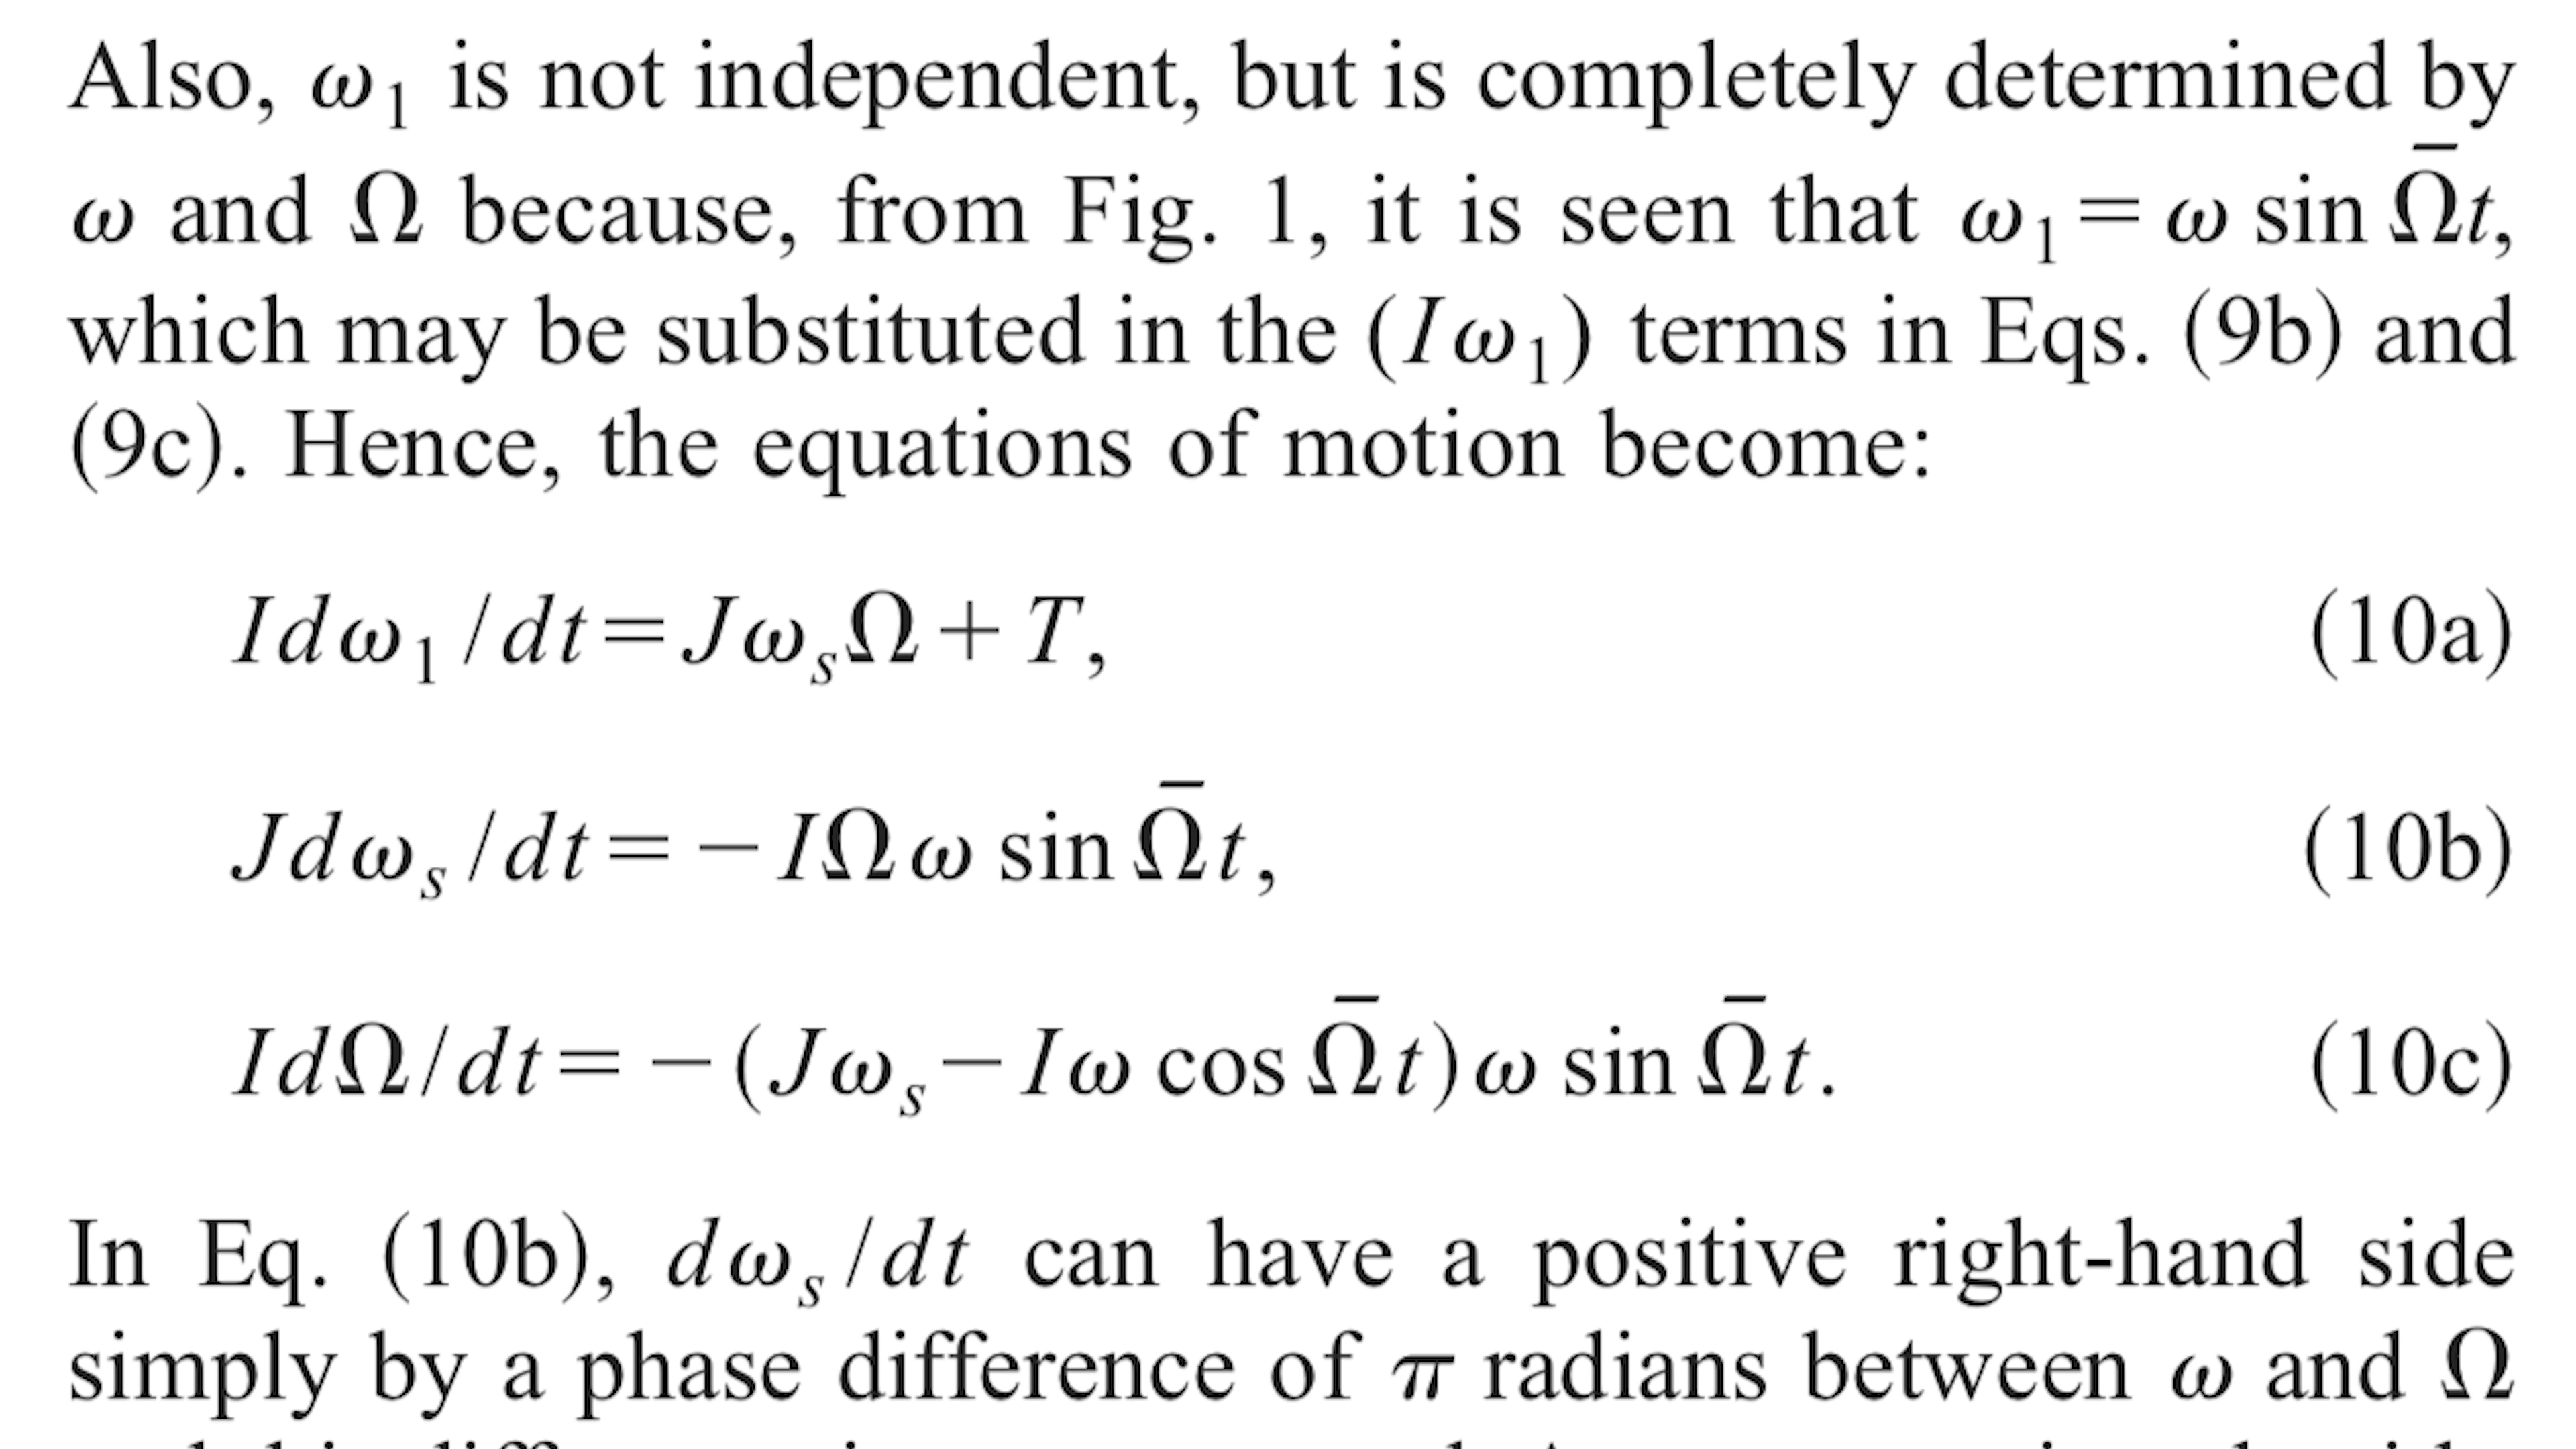 Also, ω₁ is not independent, but is completely determined by
ω and Ω because, from Fig. 1, it is seen that ω₁ = ω sin Ω̄t,
which may be substituted in the (Iω₁) terms in Eqs. (9b) and
(9c). Hence, the equations of motion become:
Idω₁/dt = JωₛΩ + T, (10a)
Jdωₛ/dt = −IΩω sin Ω̄t, (10b)
IdΩ/dt = −(Jωₛ − Iω cos Ω̄t)ω sin Ω̄t. (10c)
In Eq. (10b), dωₛ/dt can have a positive right-hand side
simply by a phase difference of π radians between ω and Ω